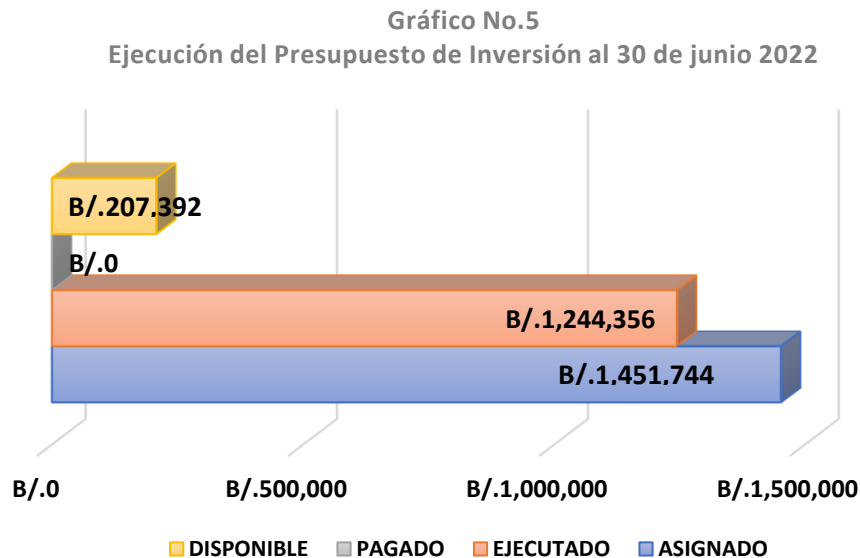 Gráfico No.5
Ejecución del Presupuesto de Inversión al 30 de junio 2022
B/.207,392
B/.0
B/.1,244,356
B/.1,451,744
B/.0 B/.500,000 B/.1,000,000 B/.1,500,000
DISPONIBLE PAGADO EJECUTADO ASIGNADO